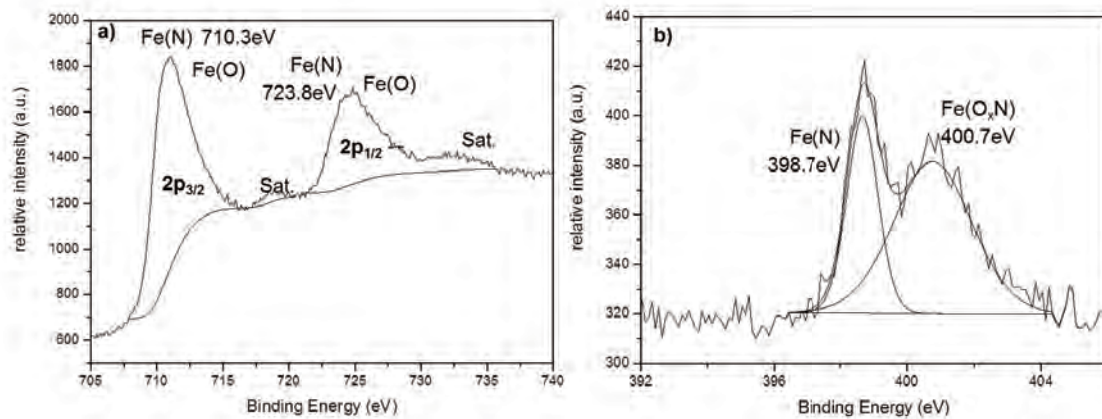 a)
Fe(N) 710.3eV
Fe(O)
Fe(N)
723.8eV
Fe(O)
2p3/2
Sat.
2p1/2
Sat.
relative intensity (a.u.)
2000
1800
1600
1400
1200
1000
800
600
705 710 715 720 725 730 735 740
Binding Energy (eV)
b)
Fe(N)
398.7eV
Fe(OxN)
400.7eV
relative intensity (a.u.)
440
420
400
380
360
340
320
300
392 396 400 404
Binding Energy (eV)